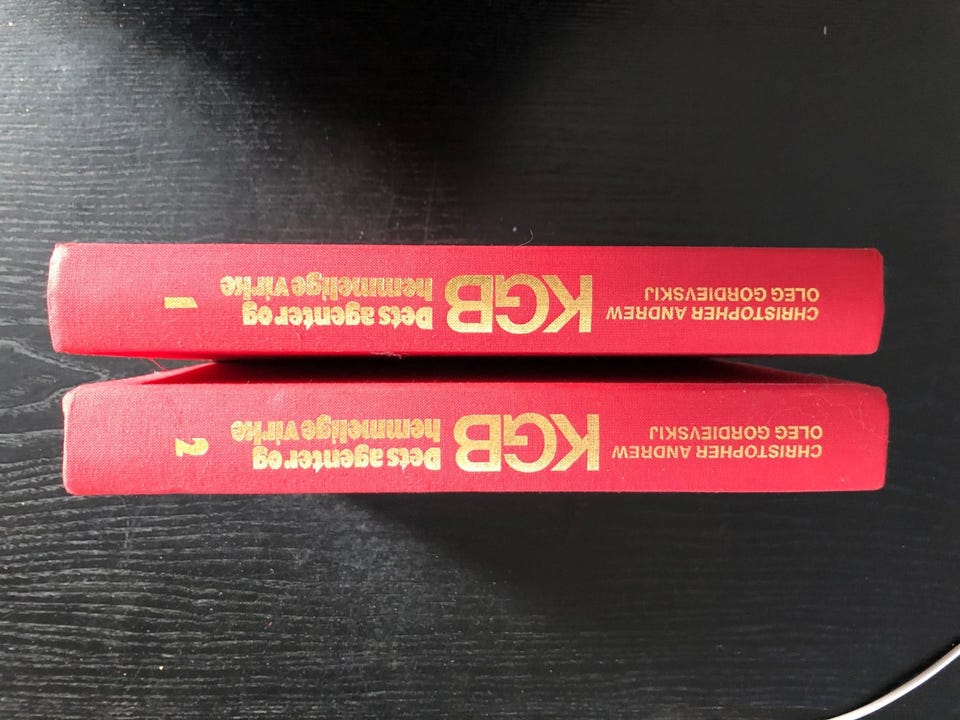 CHRISTOPHER ANDREW
OLEG GORDIEVSKIJ
KGB
Dets agenter og
hemmelige virke
1
CHRISTOPHER ANDREW
OLEG GORDIEVSKIJ
KGB
Dets agenter og
hemmelige virke
2